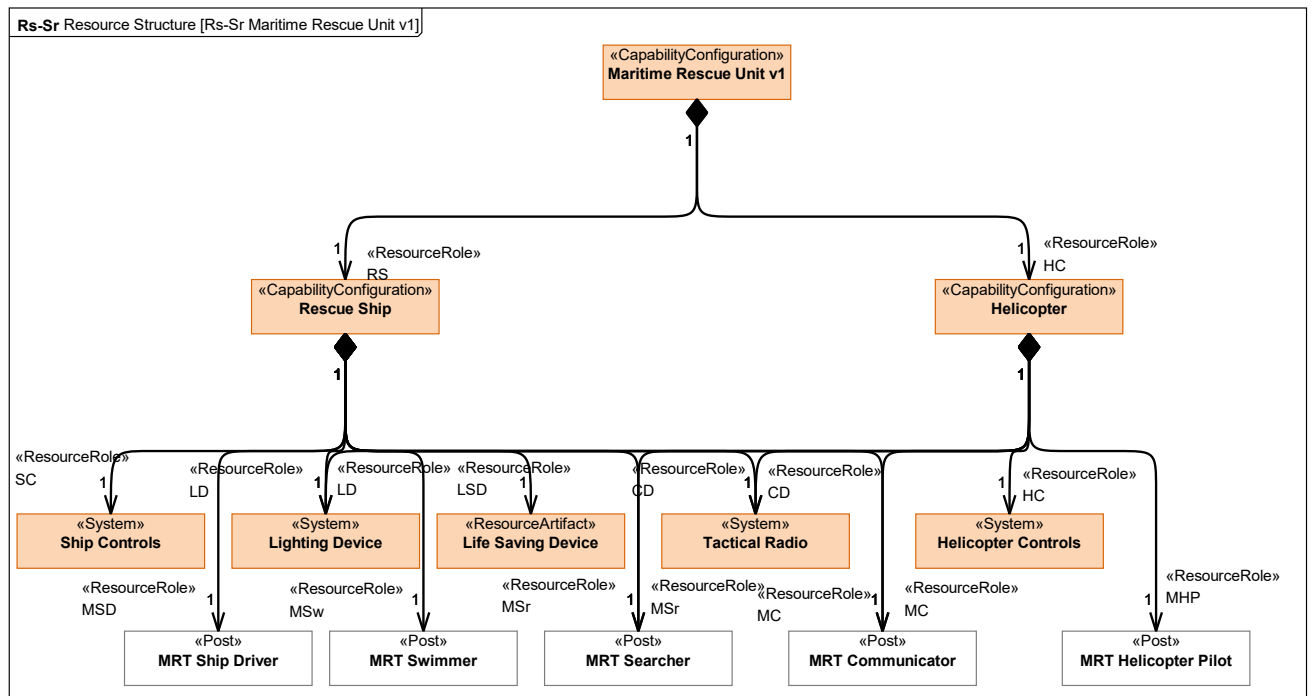 Rs-Sr Resource Structure [Rs-Sr Maritime Rescue Unit v1]
«CapabilityConfiguration»
Maritime Rescue Unit v1
1
1
«ResourceRole»
RS
1
«ResourceRole»
HC
«CapabilityConfiguration»
Rescue Ship
«CapabilityConfiguration»
Helicopter
1
1
«ResourceRole»
SC
1
«ResourceRole»
LD
1
«ResourceRole»
LD
«ResourceRole»
LSD
1
«ResourceRole»
CD
1
«ResourceRole»
CD
1
«ResourceRole»
HC
«System»
Ship Controls
«System»
Lighting Device
«ResourceArtifact»
Life Saving Device
«System»
Tactical Radio
«System»
Helicopter Controls
«ResourceRole»
MSD
1
«ResourceRole»
MSw
1
«ResourceRole»
MSr
1
«ResourceRole»
MSr
«ResourceRole»
MC
1
«ResourceRole»
MC
1
«ResourceRole»
MHP
«Post»
MRT Ship Driver
«Post»
MRT Swimmer
«Post»
MRT Searcher
«Post»
MRT Communicator
«Post»
MRT Helicopter Pilot